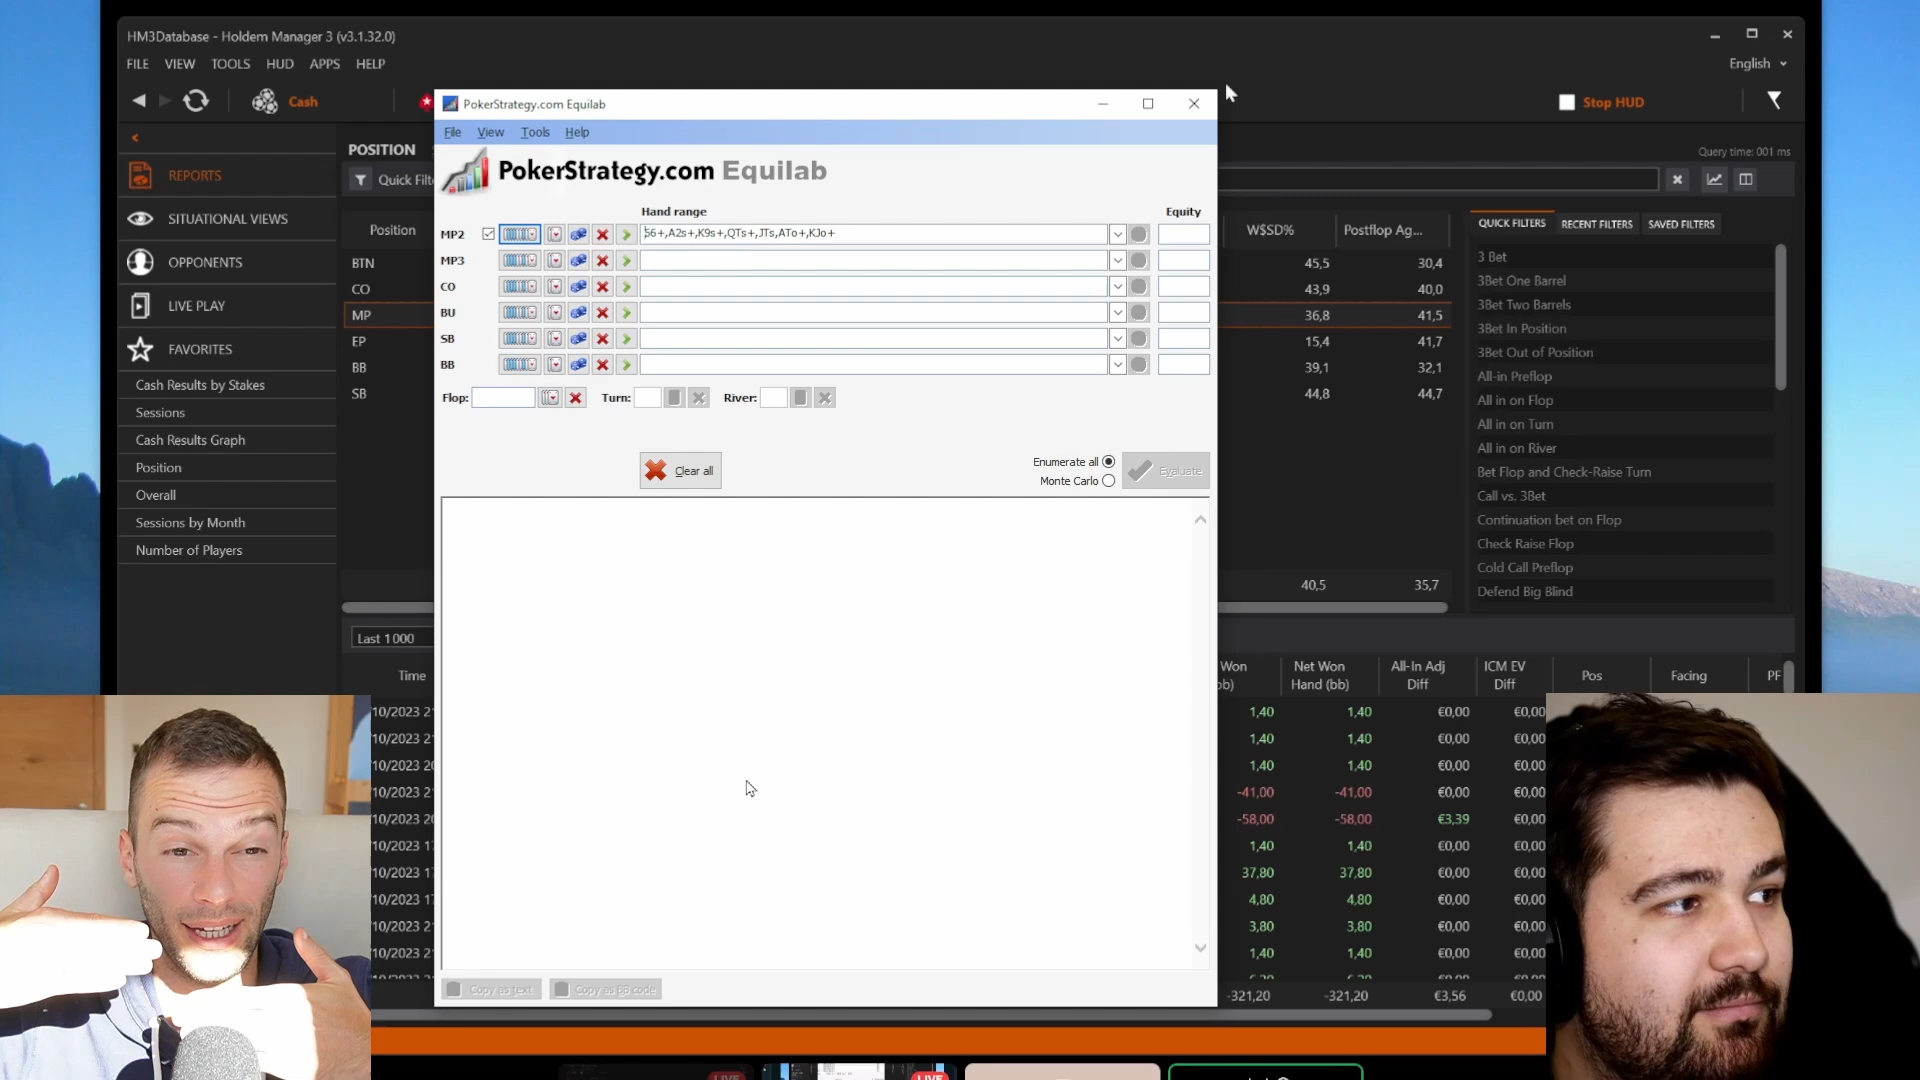 HM3Database - Holdem Manager 3 (v3.1.32.0)
FILE VIEW TOOLS HUD APPS HELP
English
Cash
Stop HUD
REPORTS
SITUATIONAL VIEWS
OPPONENTS
LIVE PLAY
FAVORITES
Cash Results by Stakes
Sessions
Cash Results Graph
Position
Overall
Sessions by Month
Number of Players
POSITION
Query time: 001 ms
Position
BTN
CO
MP
EP
BB
SB
Last 1000
Time
PokerStrategy.com Equilab
File View Tools Help
PokerStrategy.com Equilab
Hand range Equity
MP2 66+,A2s+,K9s+,QTs+,JTs,ATo+,KJo+
MP3
CO
BU
SB
BB
Flop: Turn: River:
Clear all
Enumerate all
Monte Carlo
Evaluate
Copy as text Copy as BB code
W$SD% Postflop Ag...
45,5 30,4
43,9 40,0
36,8 41,5
15,4 41,7
39,1 32,1
44,8 44,7
40,5 35,7
QUICK FILTERS RECENT FILTERS SAVED FILTERS
3 Bet
3Bet One Barrel
3Bet Two Barrels
3Bet In Position
3Bet Out of Position
All-in Preflop
All in on Flop
All in on Turn
All in on River
Bet Flop and Check-Raise Turn
Call vs. 3Bet
Continuation bet on Flop
Check Raise Flop
Cold Call Preflop
Defend Big Blind
Won Net Won All-In Adj ICM EV Pos Facing PF
Hand (bb) Diff Diff
1,40 1,40 €0,00 €0,00
1,40 1,40 €0,00 €0,00
1,40 1,40 €0,00 €0,00
-41,00 -41,00 €0,00 €0,00
-58,00 -58,00 €3,39 €0,00
1,40 1,40 €0,00 €0,00
37,80 37,80 €0,00 €0,00
4,80 4,80 €0,00 €0,00
3,80 3,80 €0,00 €0,00
1,40 1,40 €0,00 €0,00
-321,20 -321,20 €3,56 €0,00
LIVE LIVE